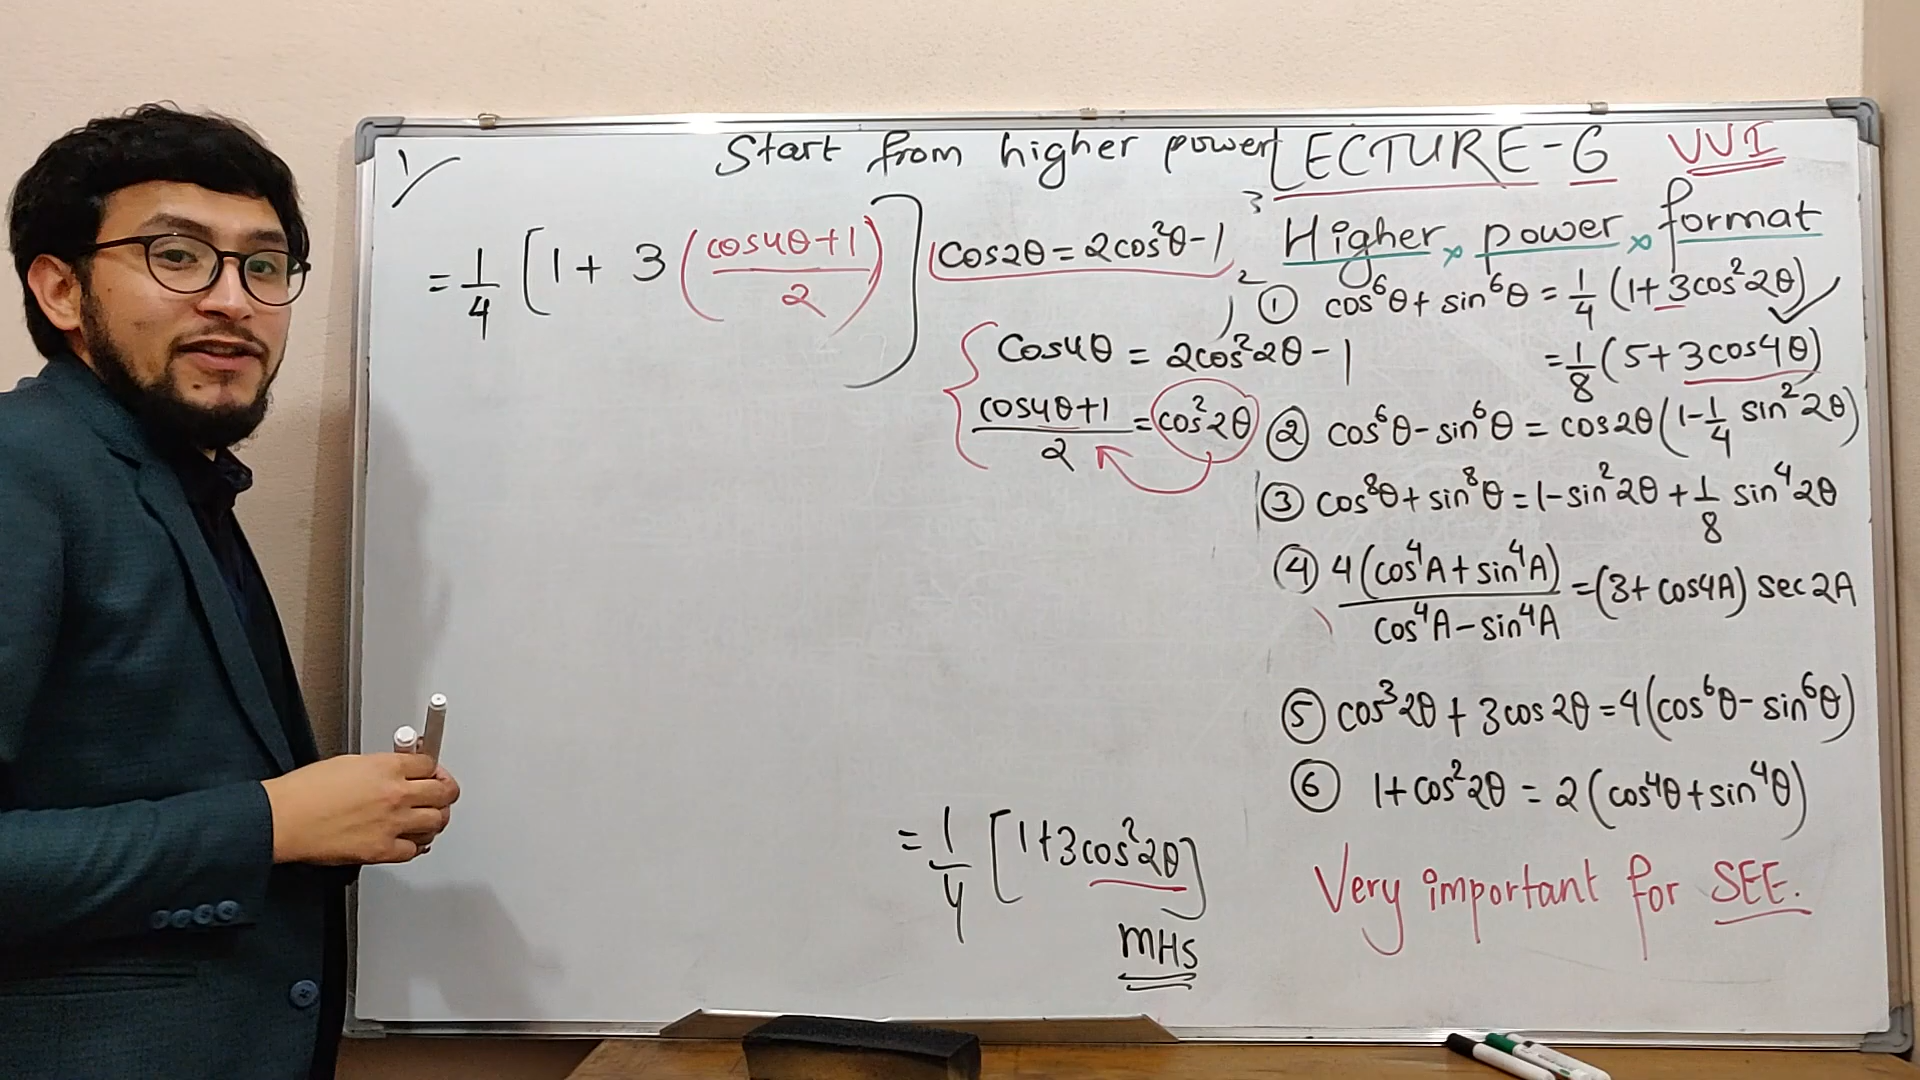 Start from higher power LECTURE-6 VVI
1/
= 1/4 [1 + 3 ((cos4θ+1)/2)]
cos2θ = 2cos²θ-1
cos4θ = 2cos²2θ-1
(cos4θ+1)/2 = cos²2θ
= 1/4 [1+3cos²2θ]
MHS
Higher power format
① cos⁶θ + sin⁶θ = 1/4 (1+3cos²2θ)
= 1/8 (5+3cos4θ)
② cos⁶θ - sin⁶θ = cos2θ (1 - 1/4 sin²2θ)
③ cos⁸θ + sin⁸θ = 1 - sin²2θ + 1/8 sin⁴2θ
④ 4(cos⁴A + sin⁴A)/(cos⁴A - sin⁴A) = (3+cos4A) sec2A
⑤ cos³2θ + 3cos2θ = 4(cos⁶θ - sin⁶θ)
⑥ 1+cos²2θ = 2(cos⁴θ + sin⁴θ)
Very important for SEE.